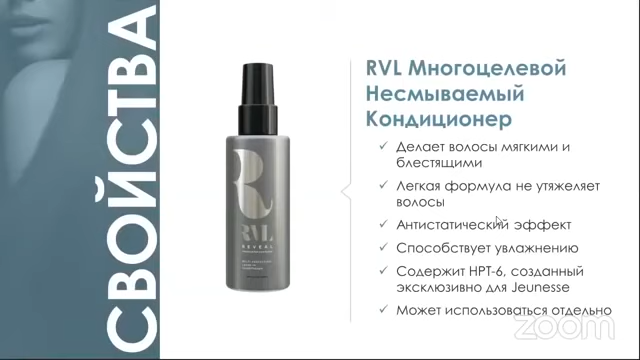 СВОЙСТВА
RVL
REVEAL
RVL Многоцелевой
Несмываемый
Кондиционер
Делает волосы мягкими и
блестящими
Легкая формула не утяжеляет
волосы
Антистатический эффект
Способствует увлажнению
Содержит HPT-6, созданный
эксклюзивно для Jeunesse
Может использоваться отдельно
zoom